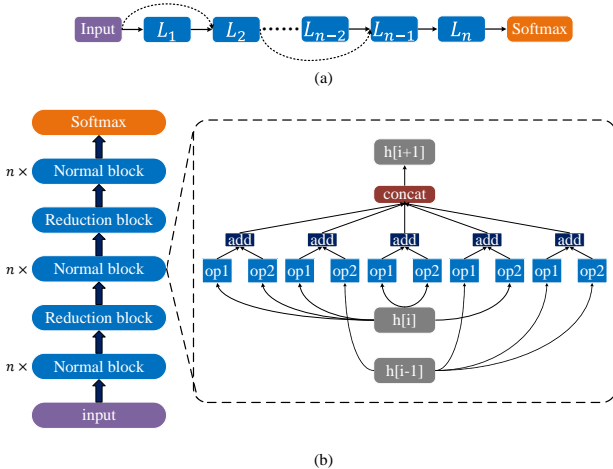 Input L₁ L₂ ······ Lₙ₋₂ Lₙ₋₁ Lₙ Softmax
(a)
Softmax
n × Normal block
Reduction block
n × Normal block
Reduction block
n × Normal block
input
h[i+1]
concat
add add add add add
op1 op2 op1 op2 op1 op2 op1 op2 op1 op2
h[i]
h[i-1]
(b)